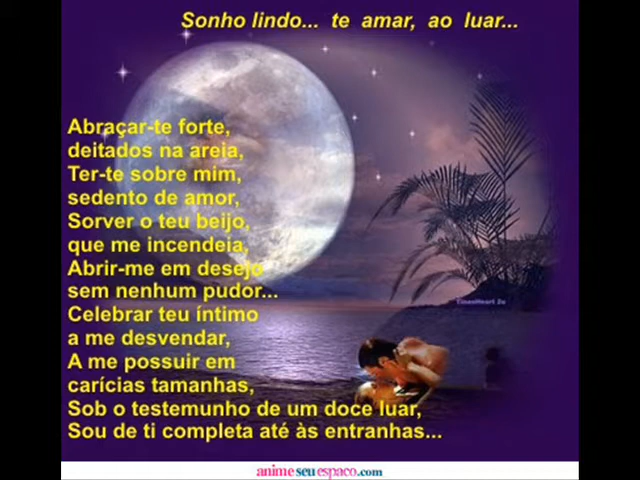 Sonho lindo... te amar, ao luar...
Abraçar-te forte,
deitados na areia,
Ter-te sobre mim,
sedento de amor,
Sorver o teu beijo,
que me incendeia,
Abrir-me em desejo
sem nenhum pudor...
Celebrar teu íntimo
a me desvendar,
A me possuir em
carícias tamanhas,
Sob o testemunho de um doce luar,
Sou de ti completa até às entranhas...
animeseuespaco.com